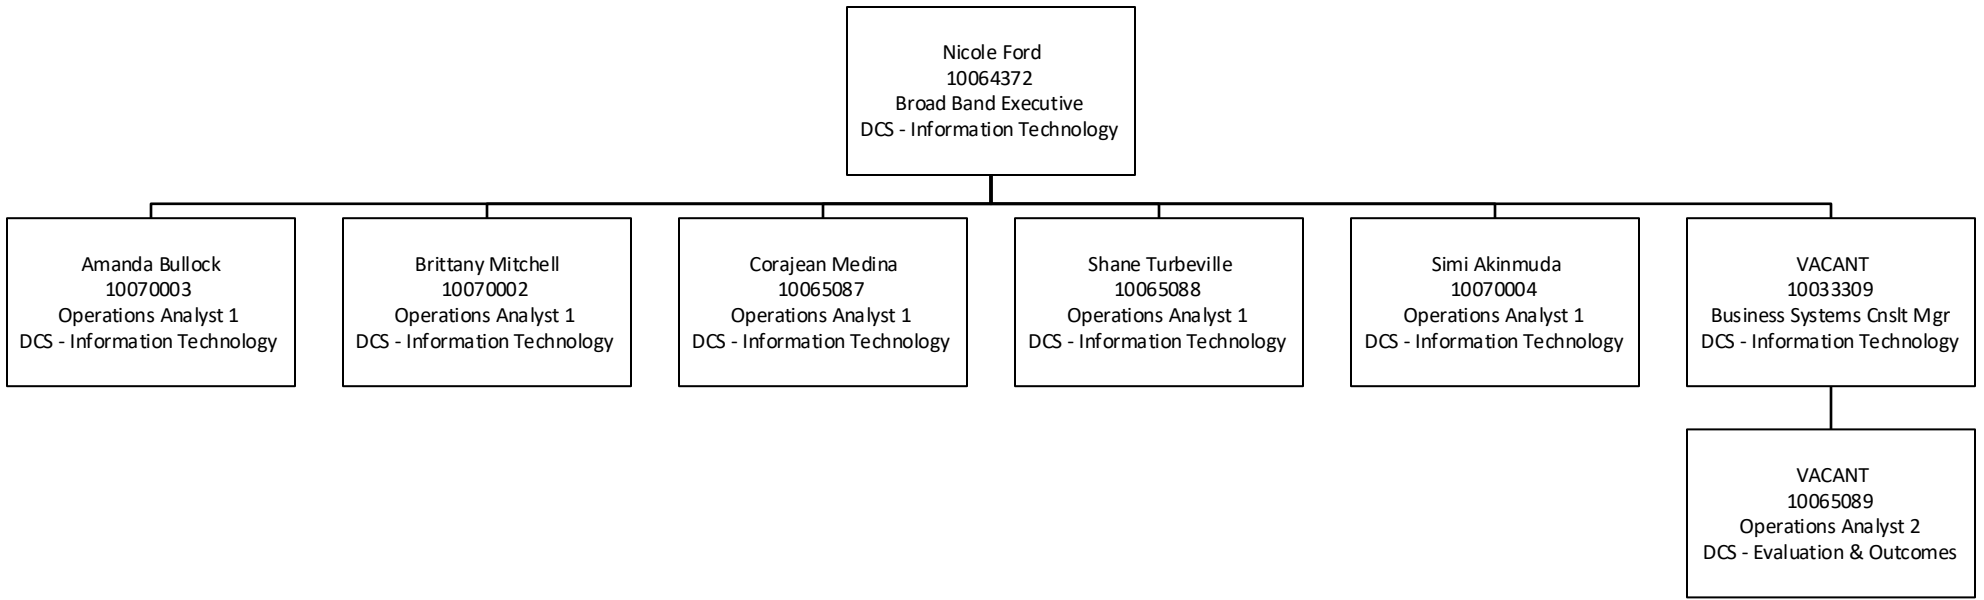 Nicole Ford
10064372
Broad Band Executive
DCS - Information Technology
Amanda Bullock
10070003
Operations Analyst 1
DCS - Information Technology
Brittany Mitchell
10070002
Operations Analyst 1
DCS - Information Technology
Corajean Medina
10065087
Operations Analyst 1
DCS - Information Technology
Shane Turbeville
10065088
Operations Analyst 1
DCS - Information Technology
Simi Akinmuda
10070004
Operations Analyst 1
DCS - Information Technology
VACANT
10033309
Business Systems Cnslt Mgr
DCS - Information Technology
VACANT
10065089
Operations Analyst 2
DCS - Evaluation & Outcomes